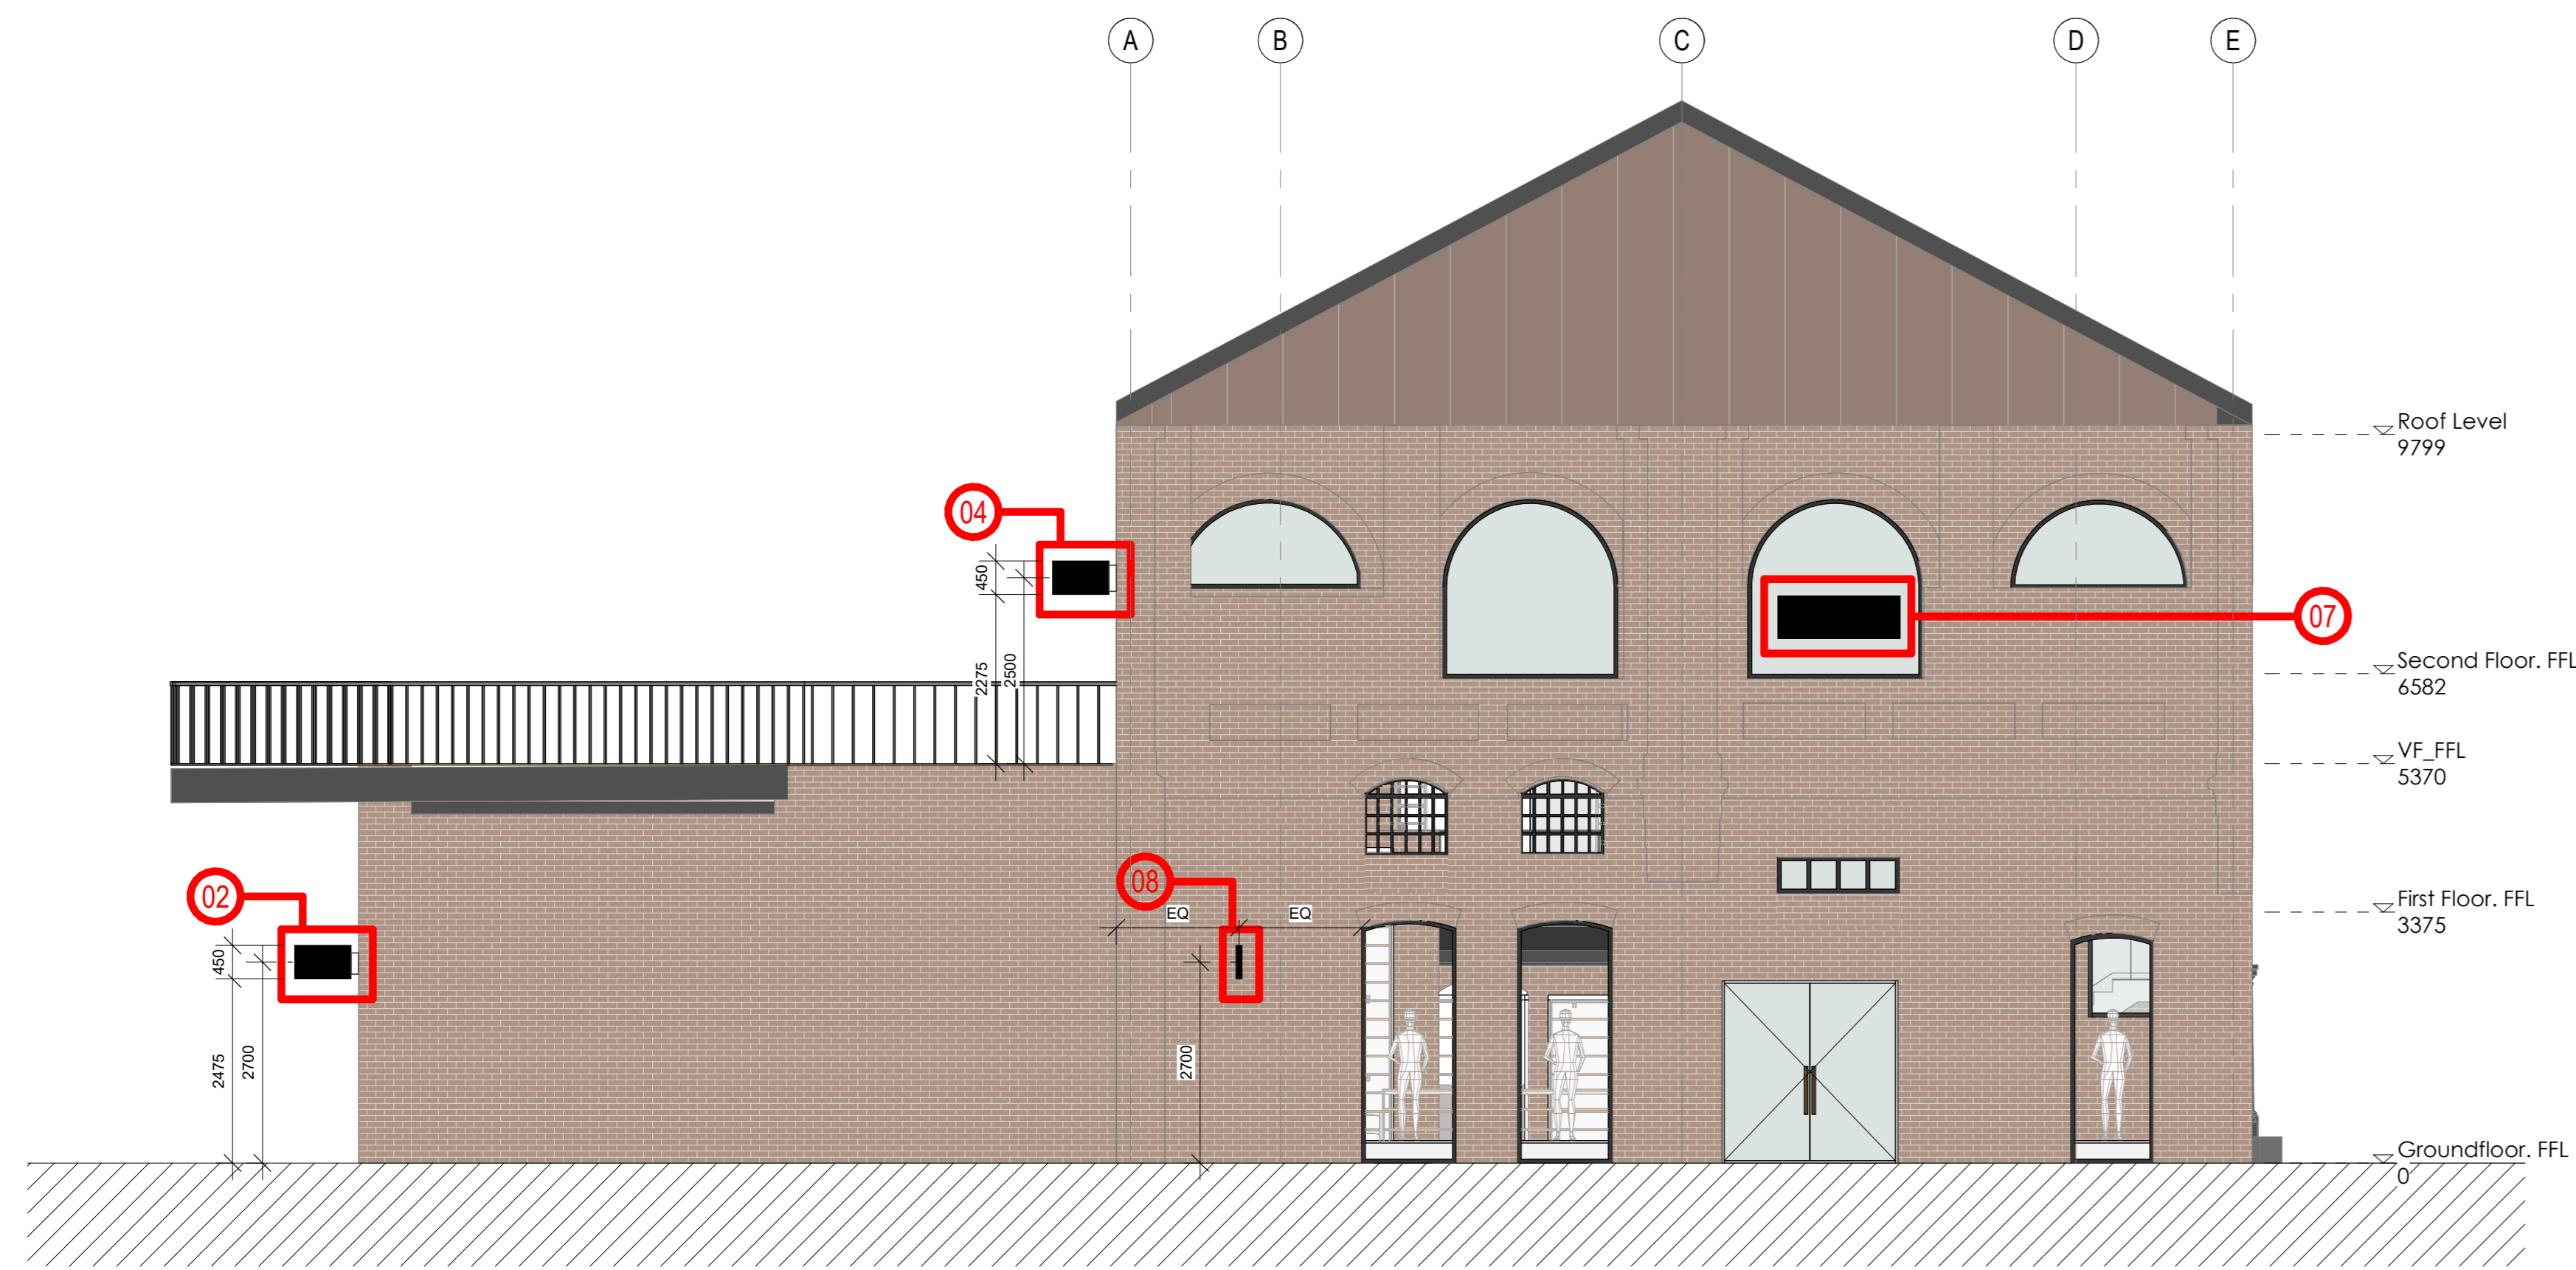 A
B
C
D
E
Roof Level
9799
04
450
2275
2500
07
Second Floor. FFL
6582
VF_FFL
5370
02
08
EQ
EQ
First Floor. FFL
3375
450
2475
2700
2700
Groundfloor. FFL
0